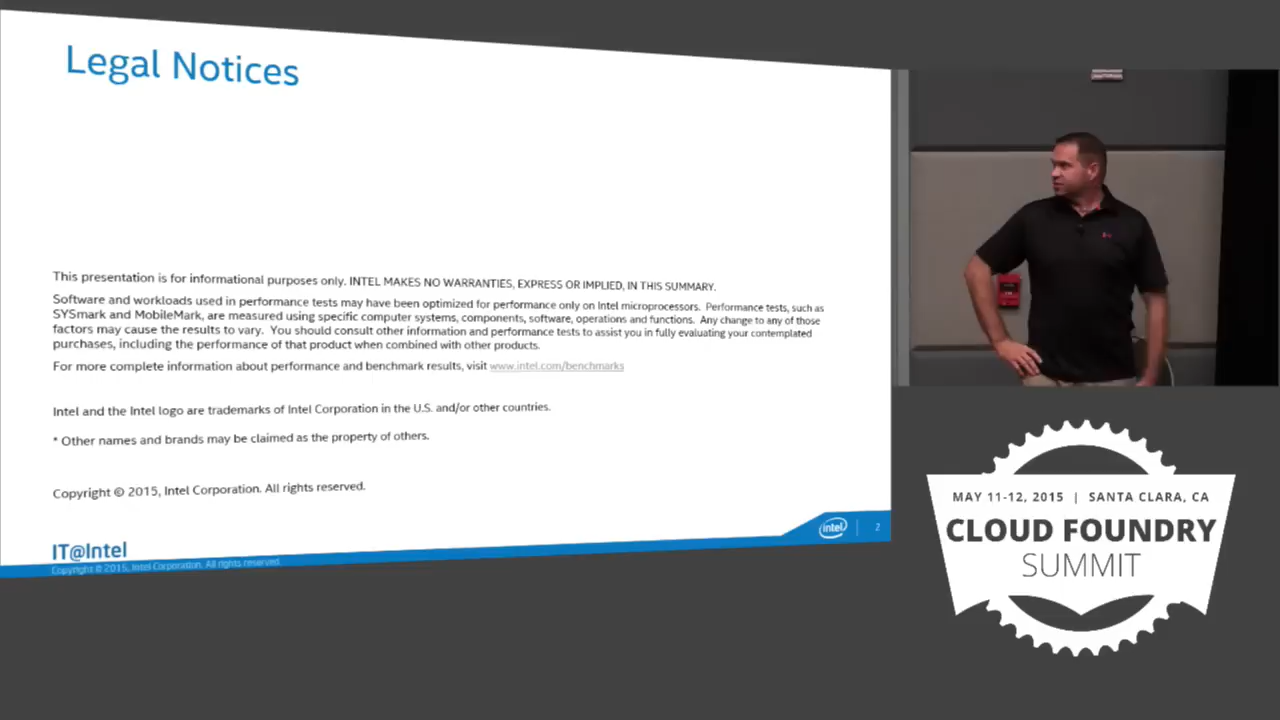 Legal Notices
This presentation is for informational purposes only. INTEL MAKES NO WARRANTIES, EXPRESS OR IMPLIED, IN THIS SUMMARY.
Software and workloads used in performance tests may have been optimized for performance only on Intel microprocessors. Performance tests, such as
SYSmark and MobileMark, are measured using specific computer systems, components, software, operations and functions. Any change to any of those
factors may cause the results to vary. You should consult other information and performance tests to assist you in fully evaluating your contemplated
purchases, including the performance of that product when combined with other products.
For more complete information about performance and benchmark results, visit www.intel.com/benchmarks
Intel and the Intel logo are trademarks of Intel Corporation in the U.S. and/or other countries.
* Other names and brands may be claimed as the property of others.
Copyright © 2015, Intel Corporation. All rights reserved.
IT@Intel
Copyright © 2015, Intel Corporation. All rights reserved.
intel
2
MAY 11-12, 2015 | SANTA CLARA, CA
CLOUD FOUNDRY
SUMMIT